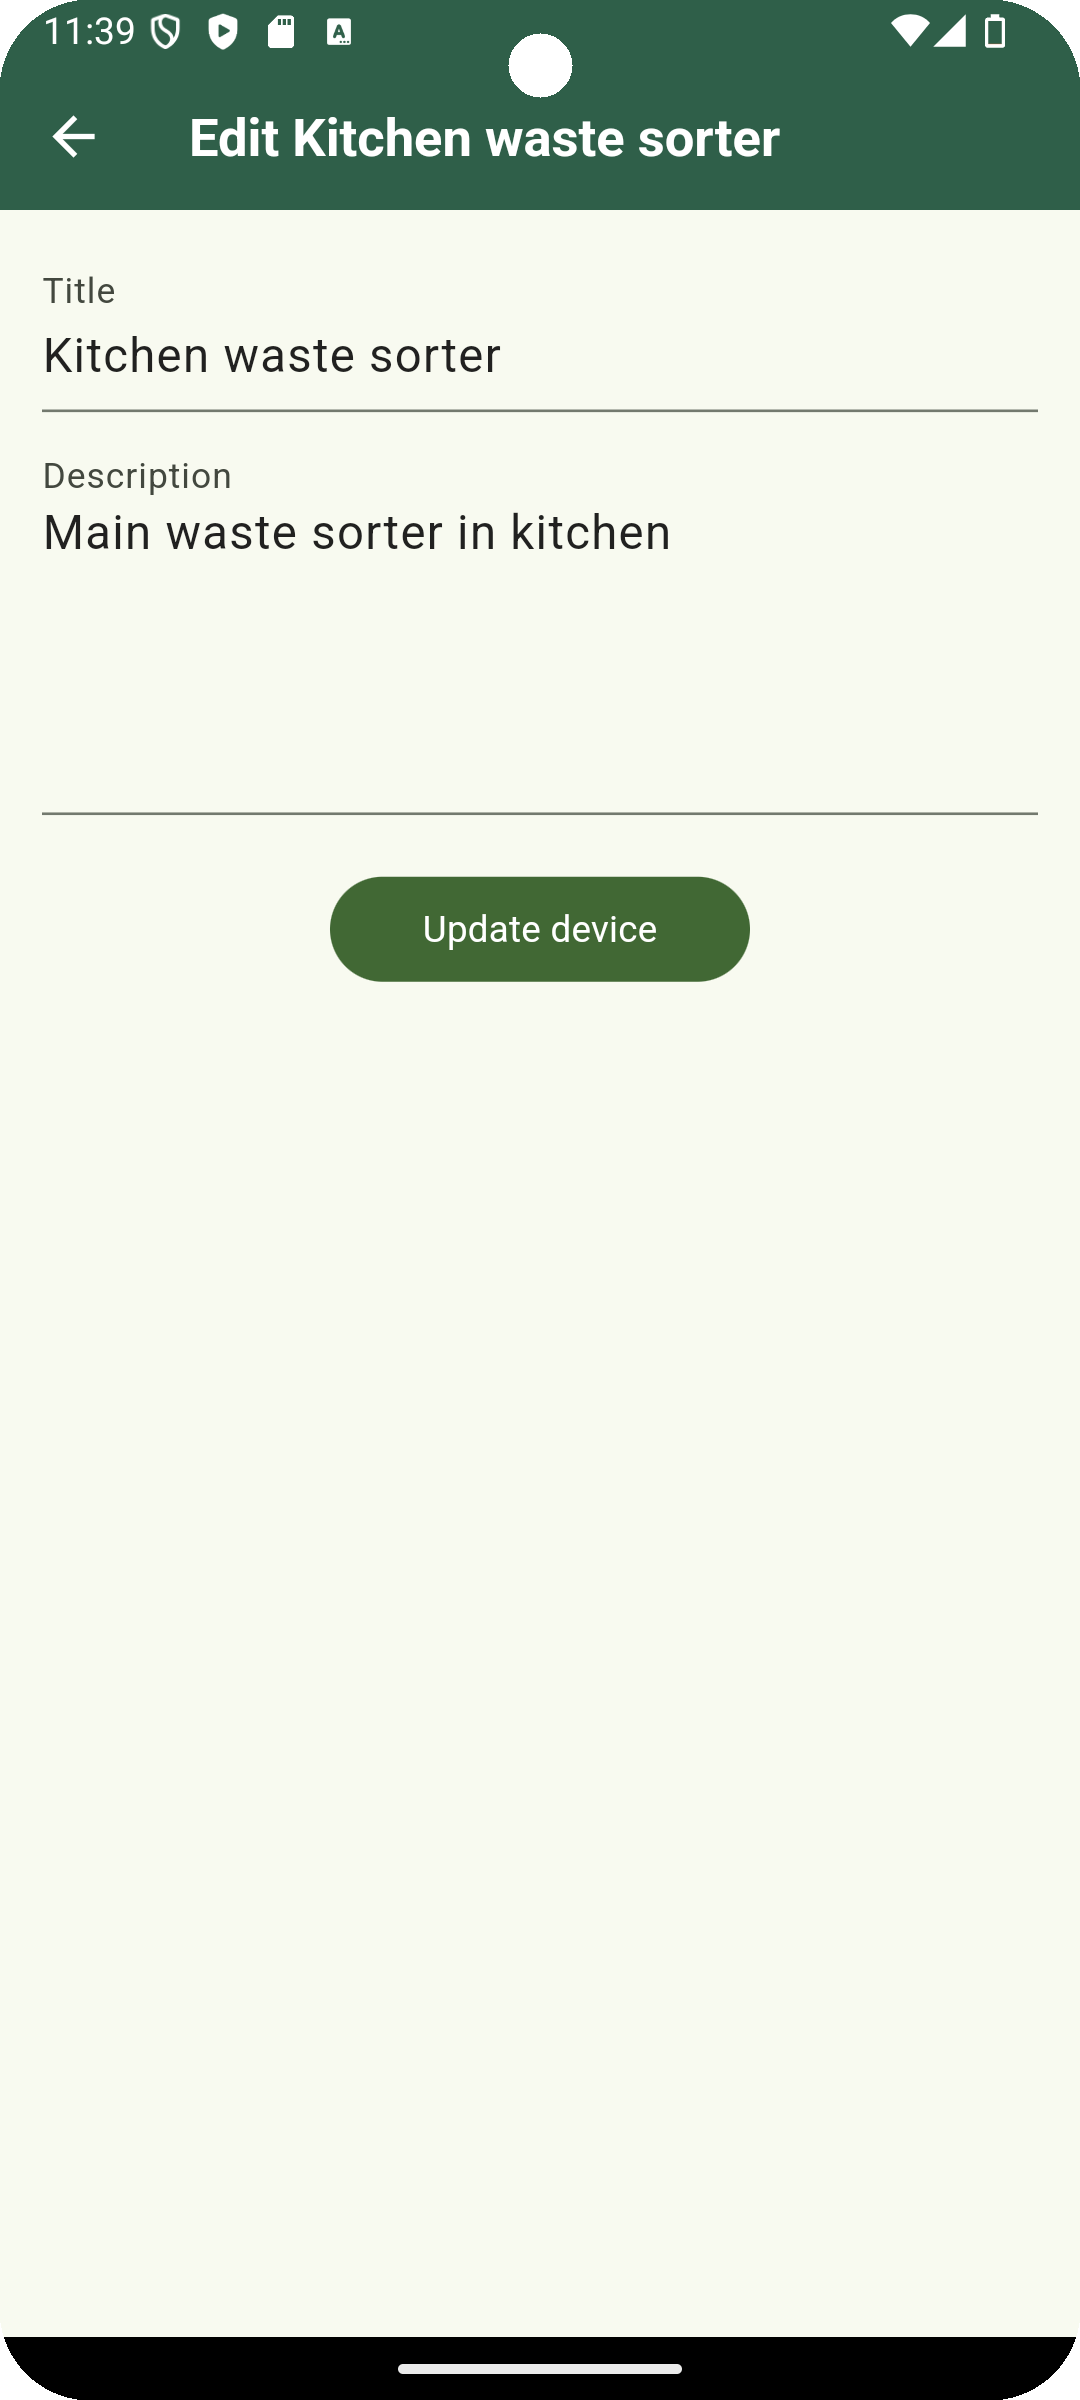 11:39
Edit Kitchen waste sorter
Title
Kitchen waste sorter
Description
Main waste sorter in kitchen
Update device